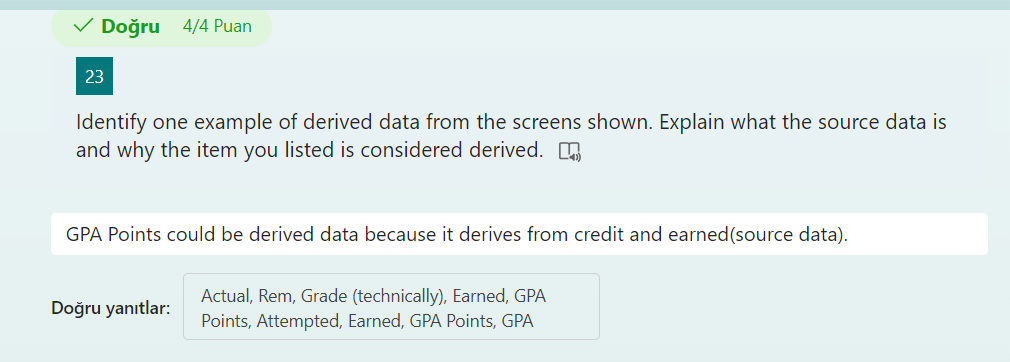 Doğru 4/4 Puan
23
Identify one example of derived data from the screens shown. Explain what the source data is
and why the item you listed is considered derived.
GPA Points could be derived data because it derives from credit and earned(source data).
Doğru yanıtlar:
Actual, Rem, Grade (technically), Earned, GPA
Points, Attempted, Earned, GPA Points, GPA